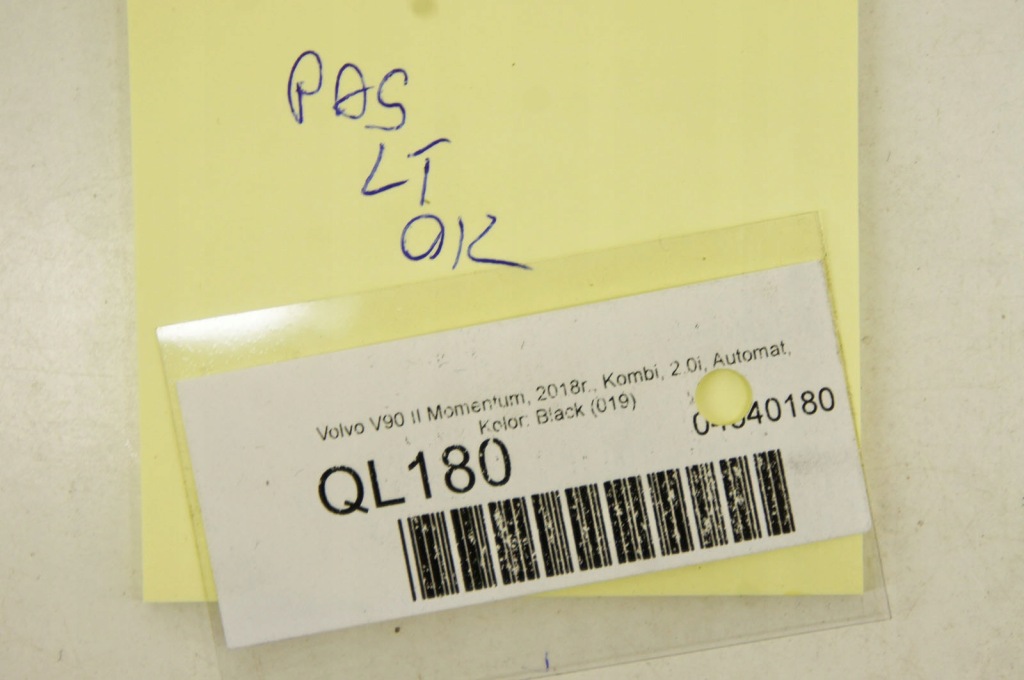 PAS
LT
OK
Volvo V90 II Momentum, 2018r., Kombi, 2.0i, Automat,
Kolor: Black (019)
QL180